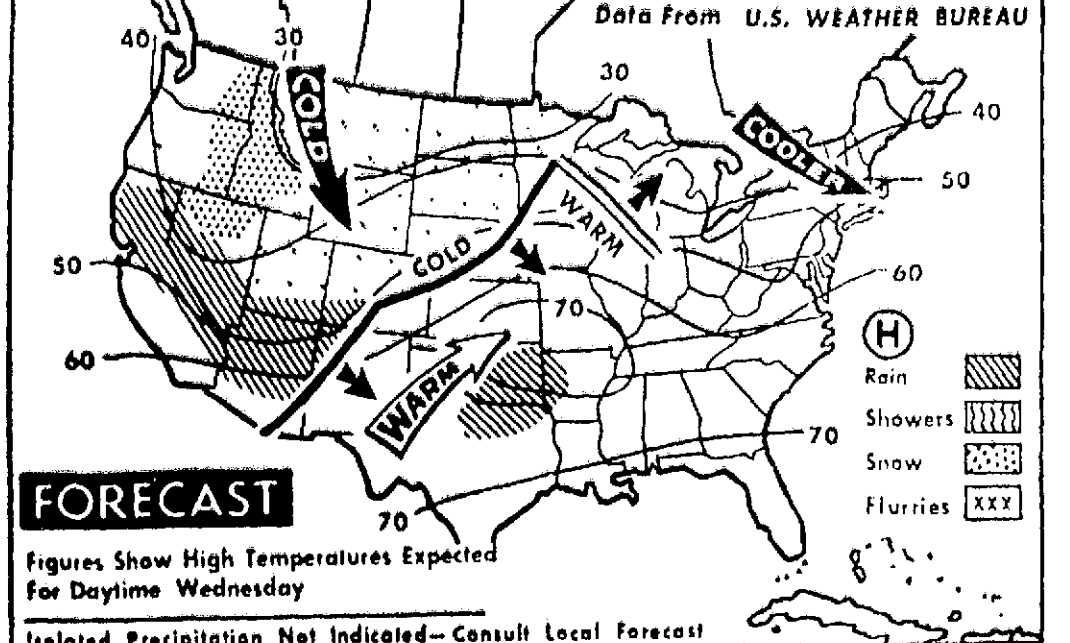 Data From U.S. WEATHER BUREAU
40
30
30
COLD
40
COOLER
50
WARM
COLD
50
60
70
H
60
Rain
WARM
Showers
70
Snow
FORECAST
Flurries XXX
70
Figures Show High Temperatures Expected
For Daytime Wednesday
Isolated Precipitation Not Indicated— Consult Local Forecast